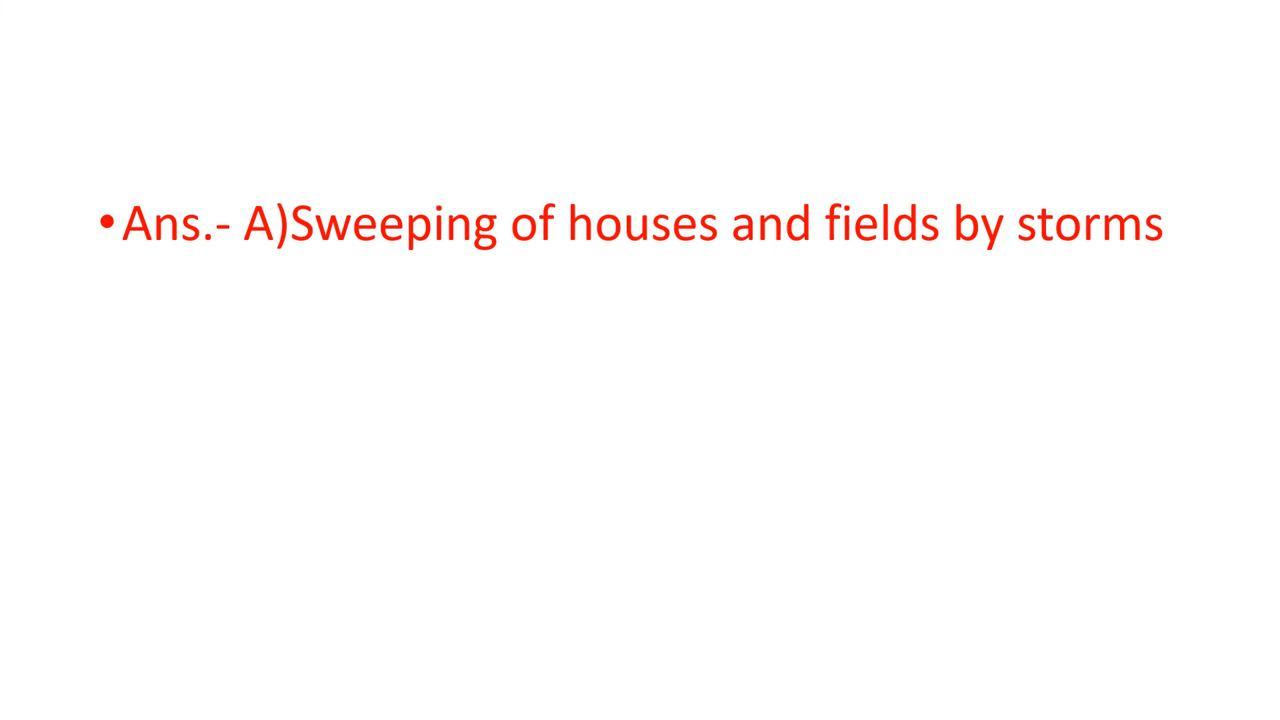 •Ans.- A)Sweeping of houses and fields by storms